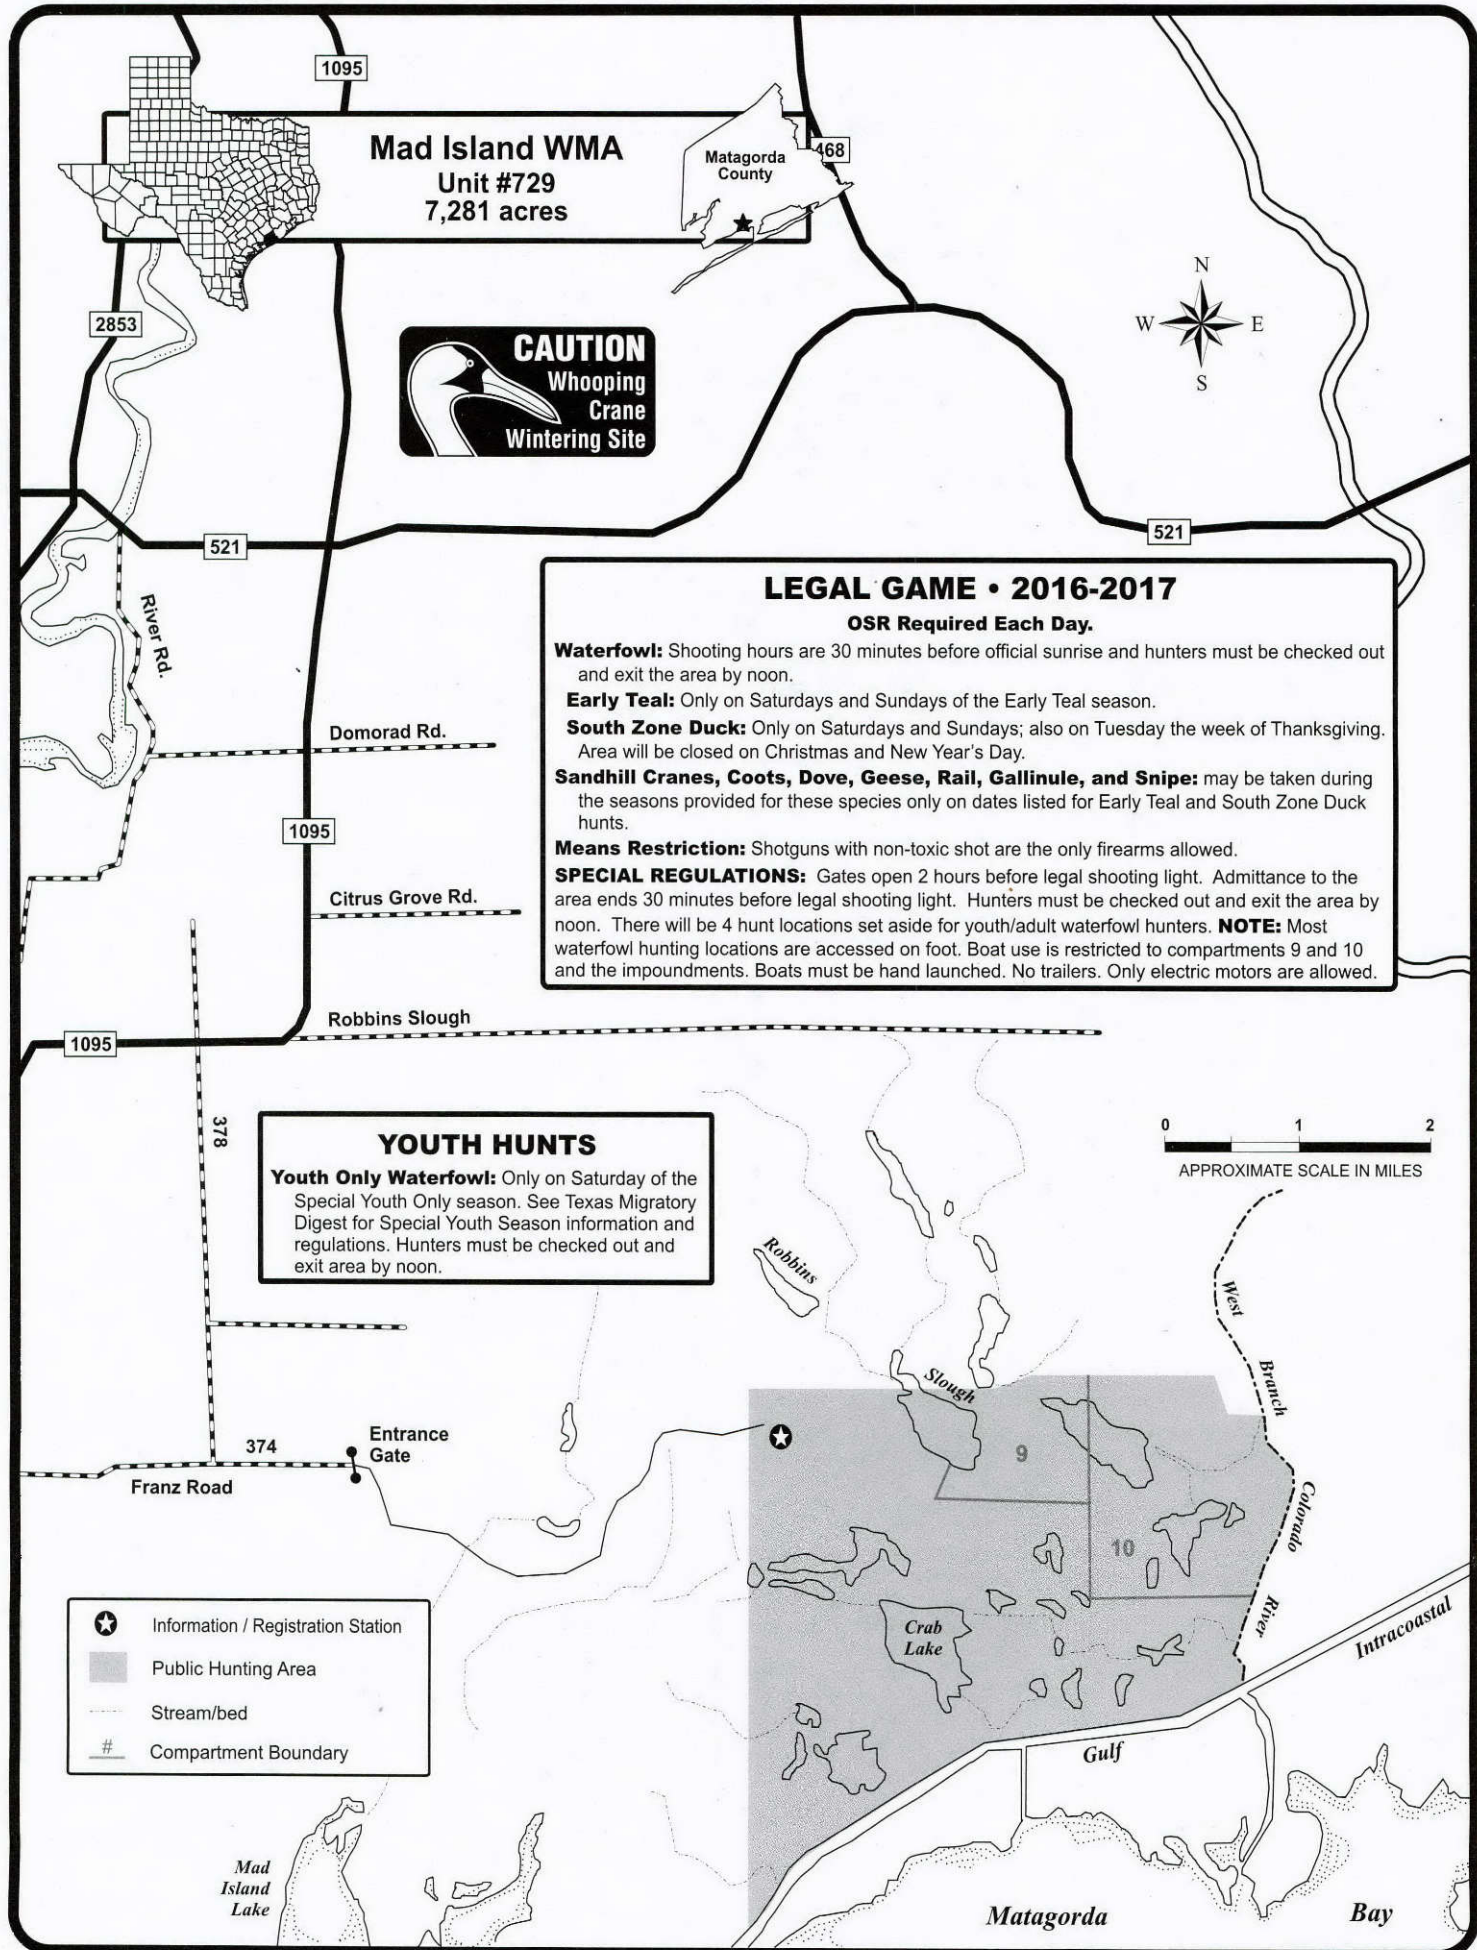 1095
Mad Island WMA
Unit #729
7,281 acres
Matagorda
County
468
2853
CAUTION
Whooping
Crane
Wintering Site
N
W E
S
521
521
River Rd.
LEGAL GAME • 2016-2017
OSR Required Each Day.
Waterfowl: Shooting hours are 30 minutes before official sunrise and hunters must be checked out
and exit the area by noon.
Early Teal: Only on Saturdays and Sundays of the Early Teal season.
South Zone Duck: Only on Saturdays and Sundays; also on Tuesday the week of Thanksgiving.
Area will be closed on Christmas and New Year's Day.
Sandhill Cranes, Coots, Dove, Geese, Rail, Gallinule, and Snipe: may be taken during
the seasons provided for these species only on dates listed for Early Teal and South Zone Duck
hunts.
Means Restriction: Shotguns with non-toxic shot are the only firearms allowed.
SPECIAL REGULATIONS: Gates open 2 hours before legal shooting light. Admittance to the
area ends 30 minutes before legal shooting light. Hunters must be checked out and exit the area by
noon. There will be 4 hunt locations set aside for youth/adult waterfowl hunters. NOTE: Most
waterfowl hunting locations are accessed on foot. Boat use is restricted to compartments 9 and 10
and the impoundments. Boats must be hand launched. No trailers. Only electric motors are allowed.
Domorad Rd.
1095
Citrus Grove Rd.
Robbins Slough
1095
378
YOUTH HUNTS
Youth Only Waterfowl: Only on Saturday of the
Special Youth Only season. See Texas Migratory
Digest for Special Youth Season information and
regulations. Hunters must be checked out and
exit area by noon.
0 1 2
APPROXIMATE SCALE IN MILES
Robbins
Slough
West
Branch
Colorado
River
374
Franz Road
Entrance
Gate
9
10
Crab
Lake
Intracoastal
Gulf
Information / Registration Station
Public Hunting Area
Stream/bed
# Compartment Boundary
Mad
Island
Lake
Matagorda
Bay